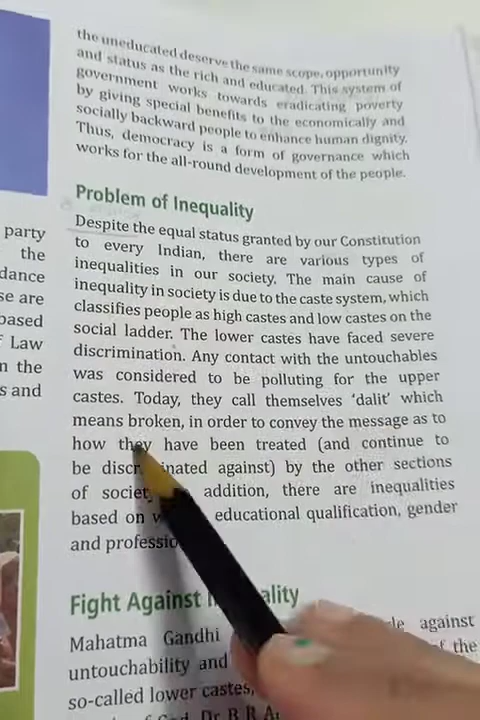 party
the
dance
se are
based
f Law
n the
s and
the uneducated deserve the same scope, opportunity
and status as the rich and educated. This system of
government works towards eradicating poverty
by giving special benefits to the economically and
socially backward people to enhance human dignity.
Thus, democracy is a form of governance which
works for the all-round development of the people.
Problem of Inequality
Despite the equal status granted by our Constitution
to every Indian, there are various types of
inequalities in our society. The main cause of
inequality in society is due to the caste system, which
classifies people as high castes and low castes on the
social ladder. The lower castes have faced severe
discrimination. Any contact with the untouchables
was considered to be polluting for the upper
castes. Today, they call themselves 'dalit' which
means broken, in order to convey the message as to
how they have been treated (and continue to
be discr inated against) by the other sections
of societ addition, there are inequalities
based on educational qualification, gender
and professio
Fight Against ality
Mahatma Gandhi against
untouchability and the
so-called lower castes,
Dr B R